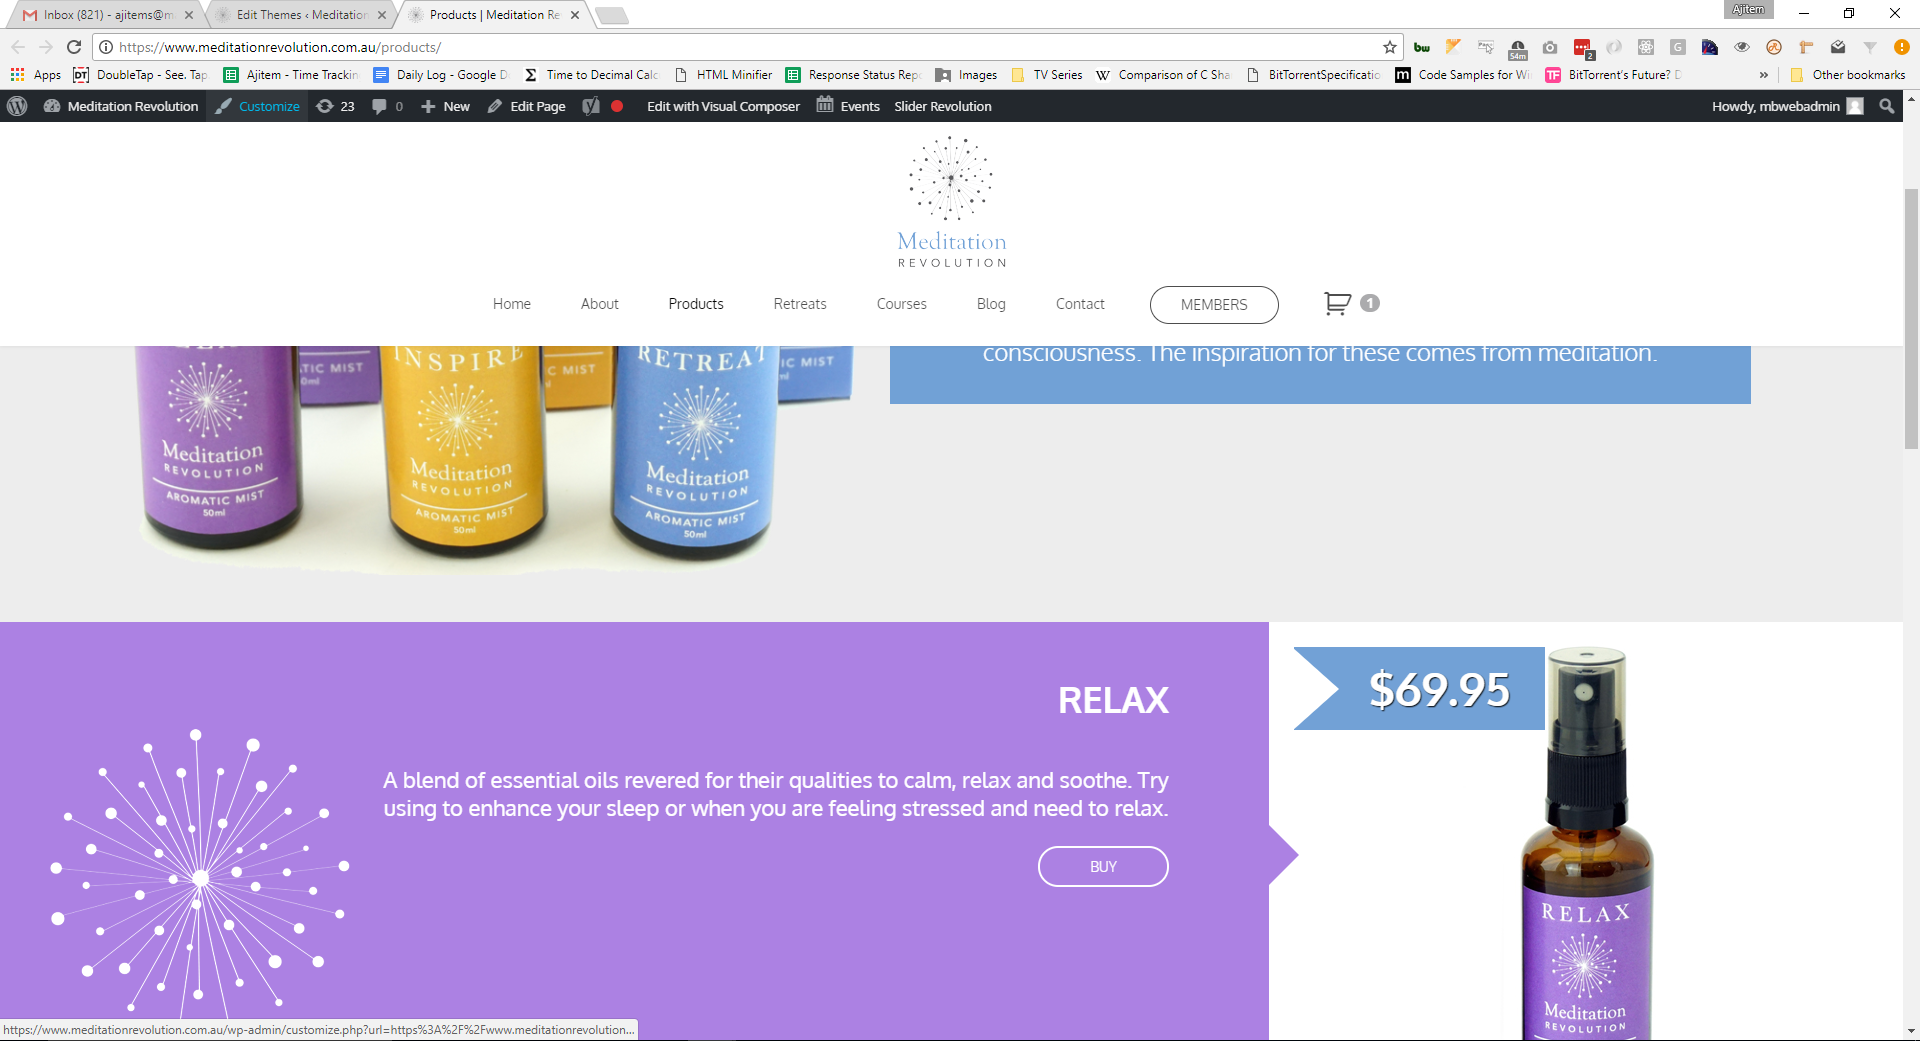 Inbox (821) - ajitems@m
Edit Themes ‹ Meditation
Products | Meditation Re
Ajitem
https://www.meditationrevolution.com.au/products/
54m
2
Apps
DoubleTap - See. Tap.
Ajitem - Time Trackin
Daily Log - Google D
Time to Decimal Calc
HTML Minifier
Response Status Repo
Images
TV Series
Comparison of C Sha
BitTorrentSpecificatio
Code Samples for Wi
BitTorrent's Future? D
»
Other bookmarks
Meditation Revolution
Customize
23
0
New
Edit Page
Edit with Visual Composer
Events
Slider Revolution
Howdy, mbwebadmin
Meditation
REVOLUTION
Home
About
Products
Retreats
Courses
Blog
Contact
MEMBERS
1
consciousness. The inspiration for these comes from meditation.
INSPIRE
RETREAT
Meditation
REVOLUTION
AROMATIC MIST
50ml
Meditation
REVOLUTION
AROMATIC MIST
50ml
Meditation
REVOLUTION
AROMATIC MIST
50ml
RELAX
A blend of essential oils revered for their qualities to calm, relax and soothe. Try
using to enhance your sleep or when you are feeling stressed and need to relax.
BUY
$69.95
RELAX
Meditation
REVOLUTION
https://www.meditationrevolution.com.au/wp-admin/customize.php?url=https%3A%2F%2Fwww.meditationrevolution...